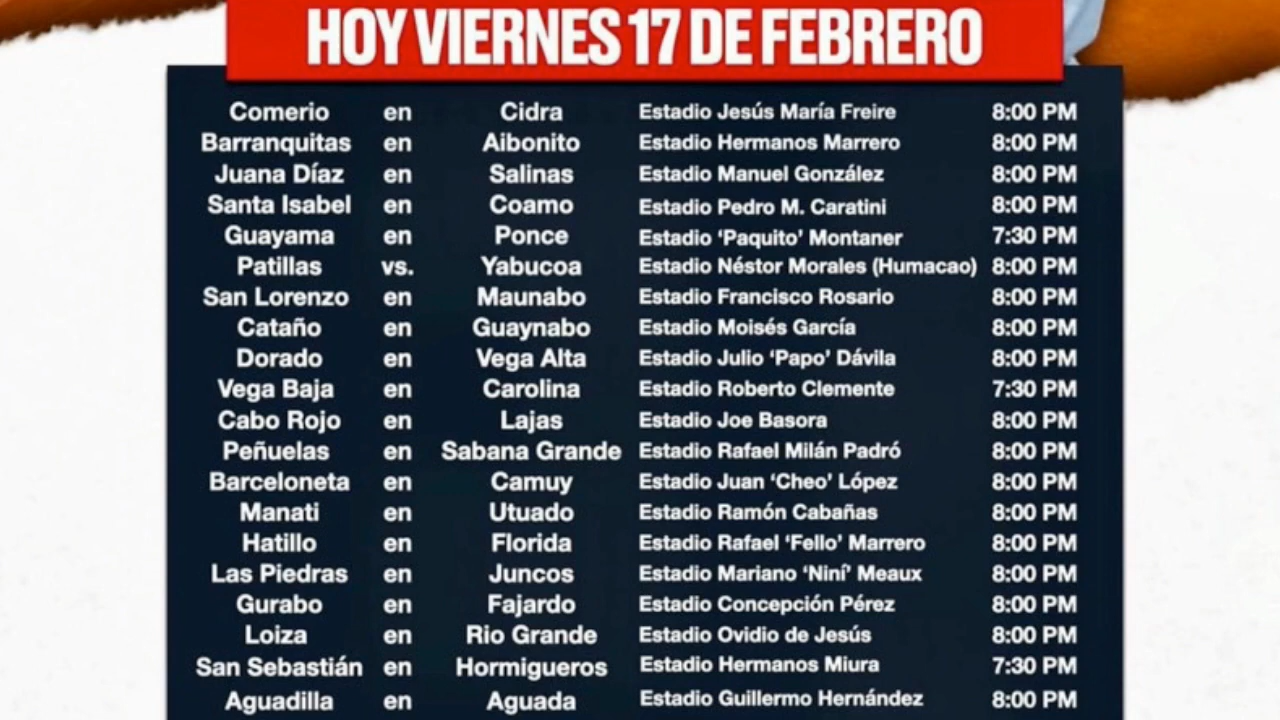 HOY VIERNES 17 DE FEBRERO
Comerio en Cidra Estadio Jesús María Freire 8:00 PM
Barranquitas en Aibonito Estadio Hermanos Marrero 8:00 PM
Juana Díaz en Salinas Estadio Manuel González 8:00 PM
Santa Isabel en Coamo Estadio Pedro M. Caratini 8:00 PM
Guayama en Ponce Estadio ‘Paquito’ Montaner 7:30 PM
Patillas vs. Yabucoa Estadio Néstor Morales (Humacao) 8:00 PM
San Lorenzo en Maunabo Estadio Francisco Rosario 8:00 PM
Cataño en Guaynabo Estadio Moisés García 8:00 PM
Dorado en Vega Alta Estadio Julio ‘Papo’ Dávila 8:00 PM
Vega Baja en Carolina Estadio Roberto Clemente 7:30 PM
Cabo Rojo en Lajas Estadio Joe Basora 8:00 PM
Peñuelas en Sabana Grande Estadio Rafael Milán Padró 8:00 PM
Barceloneta en Camuy Estadio Juan ‘Cheo’ López 8:00 PM
Manati en Utuado Estadio Ramón Cabañas 8:00 PM
Hatillo en Florida Estadio Rafael ‘Fello’ Marrero 8:00 PM
Las Piedras en Juncos Estadio Mariano ‘Niní’ Meaux 8:00 PM
Gurabo en Fajardo Estadio Concepción Pérez 8:00 PM
Loiza en Rio Grande Estadio Ovidio de Jesús 8:00 PM
San Sebastián en Hormigueros Estadio Hermanos Miura 7:30 PM
Aguadilla en Aguada Estadio Guillermo Hernández 8:00 PM